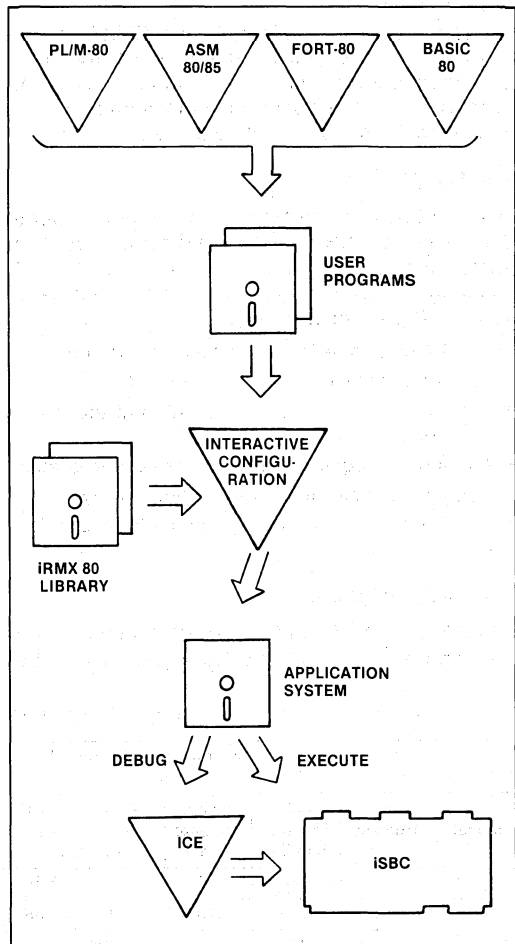 PL/M-80
ASM
80/85
FORT-80
BASIC
80
USER
PROGRAMS
INTERACTIVE
CONFIGU-
RATION
iRMX 80
LIBRARY
APPLICATION
SYSTEM
DEBUG
EXECUTE
ICE
iSBC